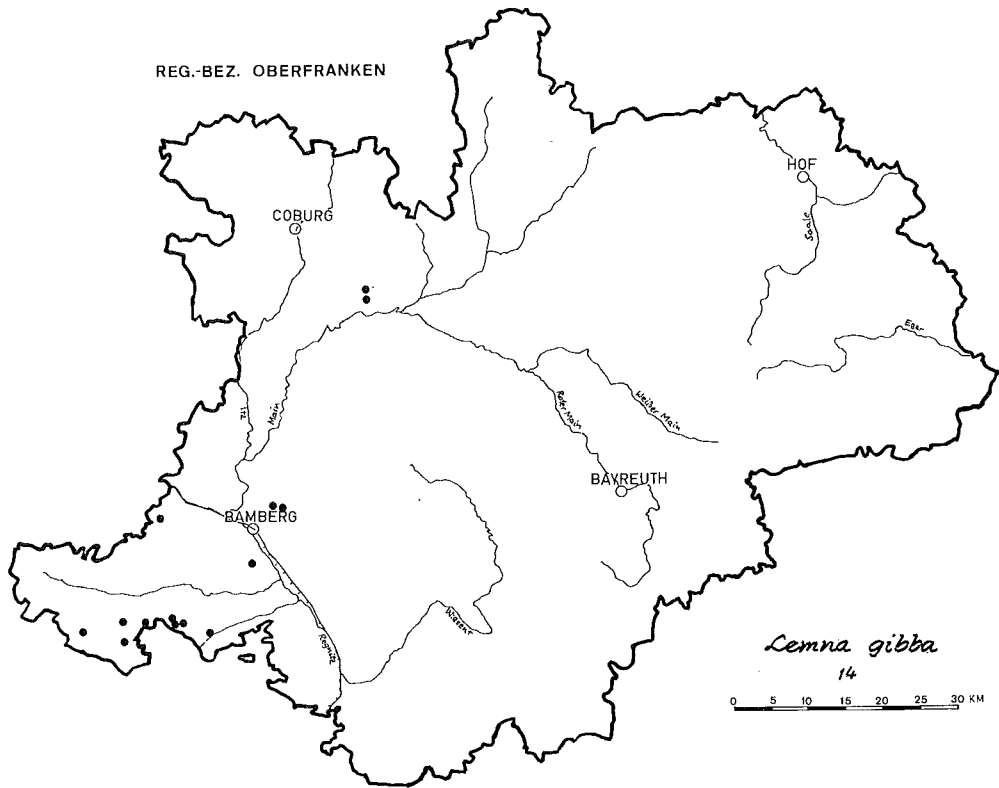 REG.-BEZ. OBERFRANKEN
HOF
COBURG
Saale
Eger
Itz
Main
Roter Main
Weißer Main
BAYREUTH
BAMBERG
Wiesent
Regnitz
Lemna gibba
14
0 5 10 15 20 25 30 KM